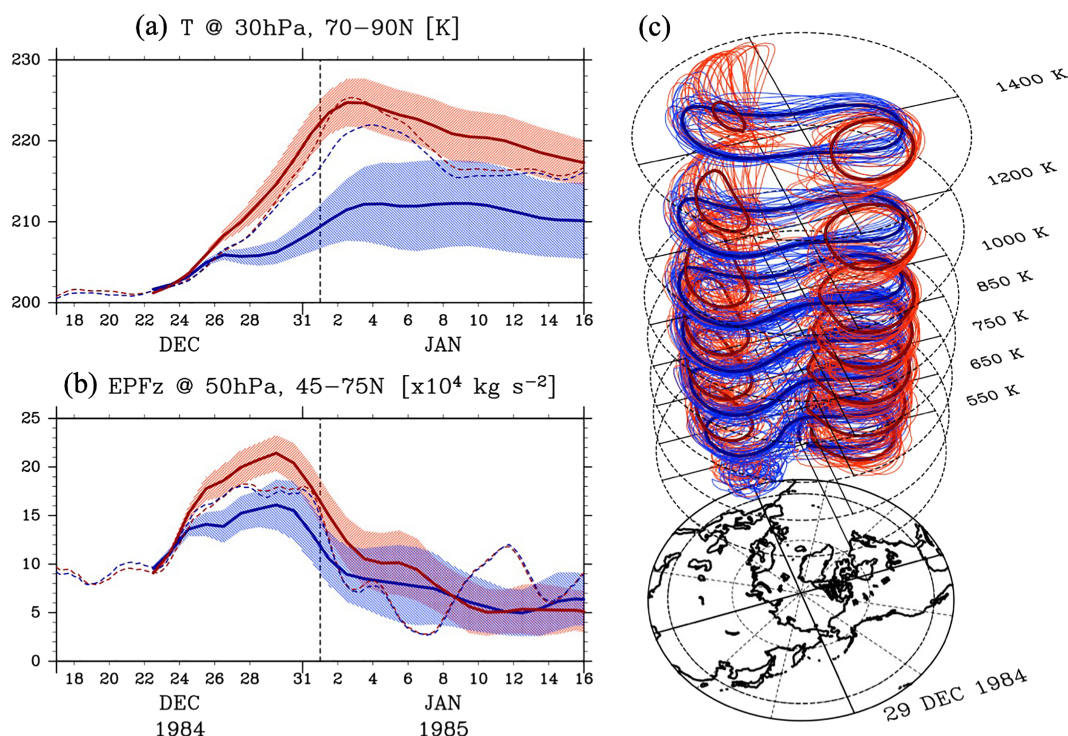 (a) T @ 30hPa, 70−90N [K]
230
220
210
200
18 20 22 24 26 28 31 2 4 6 8 10 12 14 16
DEC JAN
(b) EPFz @ 50hPa, 45−75N [x10⁴ kg s⁻²]
25
20
15
10
5
0
18 20 22 24 26 28 31 2 4 6 8 10 12 14 16
DEC JAN
1984 1985
(c)
1400 K
1200 K
1000 K
850 K
750 K
650 K
550 K
29 DEC 1984